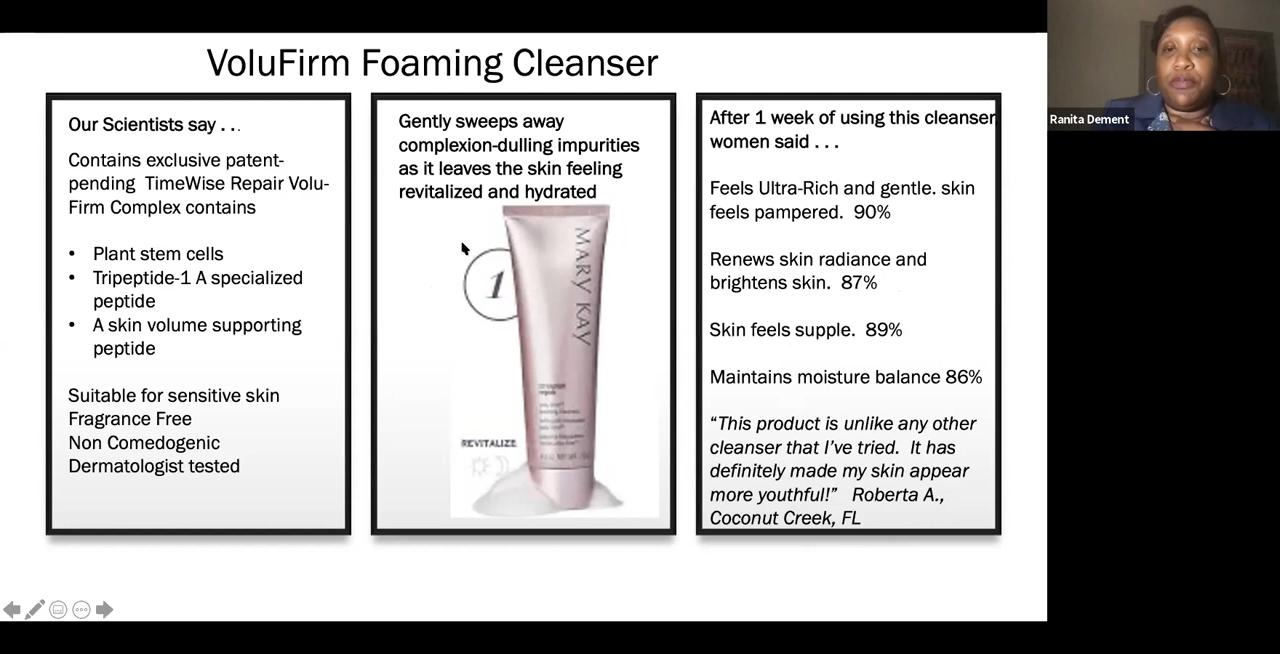 VoluFirm Foaming Cleanser
Our Scientists say . . .
Contains exclusive patent-
pending TimeWise Repair Volu-
Firm Complex contains
• Plant stem cells
• Tripeptide-1 A specialized
peptide
• A skin volume supporting
peptide
Suitable for sensitive skin
Fragrance Free
Non Comedogenic
Dermatologist tested
Gently sweeps away
complexion-dulling impurities
as it leaves the skin feeling
revitalized and hydrated
1
MARY KAY
REVITALIZE
After 1 week of using this cleanser
women said . . .
Feels Ultra-Rich and gentle. skin
feels pampered. 90%
Renews skin radiance and
brightens skin. 87%
Skin feels supple. 89%
Maintains moisture balance 86%
“This product is unlike any other
cleanser that I’ve tried. It has
definitely made my skin appear
more youthful!” Roberta A.,
Coconut Creek, FL
Ranita Dement